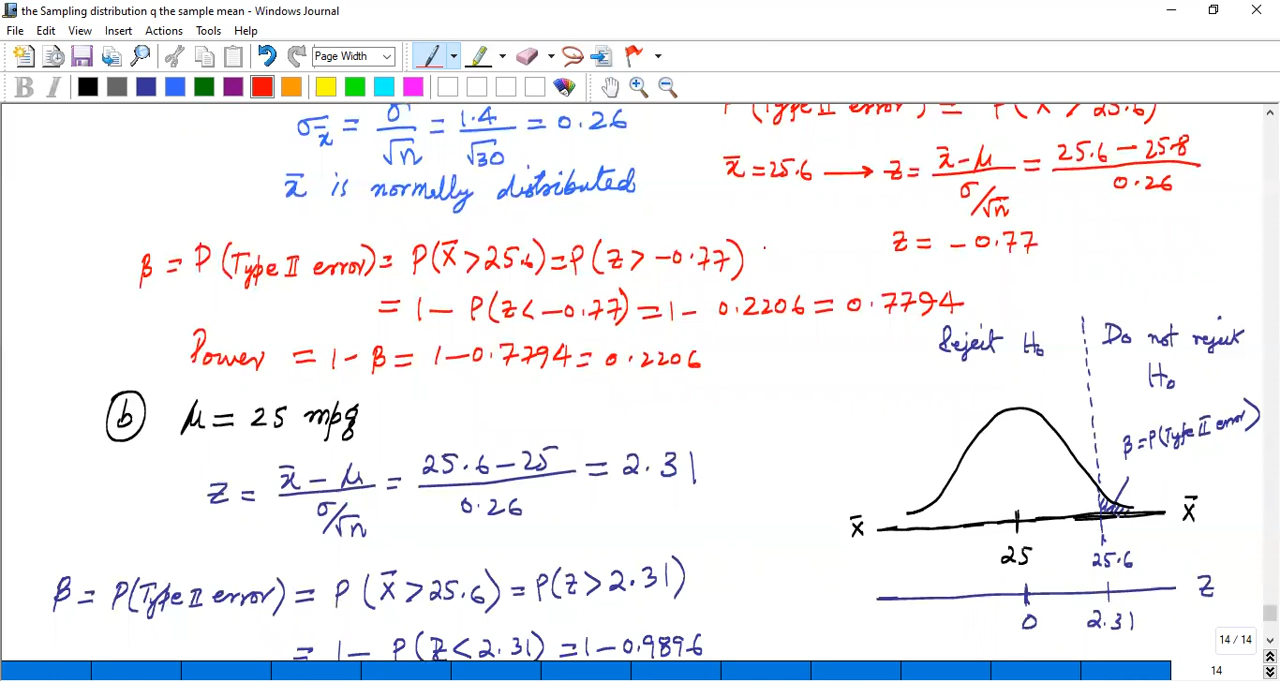 the Sampling distribution q the sample mean - Windows Journal
File Edit View Insert Actions Tools Help
Page Width
B I
σx̄ = σ/√n = 1.4/√30 = 0.26
x̄ is normally distributed
P(Type II error) = P(X̄ > 25.6)
x̄ = 25.6 → z = (x̄ - μ)/(σ/√n) = (25.6 - 25.8)/0.26
z = -0.77
β = P(Type II error) = P(X̄ > 25.6) = P(Z > -0.77)
= 1 - P(Z < -0.77) = 1 - 0.2206 = 0.7794
Power = 1 - β = 1 - 0.7794 = 0.2206
Reject H₀
Do not reject H₀
β = P(Type II error)
x̄ x̄
25 25.6
z
0 2.31
b μ = 25 mpg
z = (x̄ - μ)/(σ/√n) = (25.6 - 25)/0.26 = 2.31
β = P(Type II error) = P(X̄ > 25.6) = P(Z > 2.31)
= 1 - P(Z < 2.31) = 1 - 0.9896
14 / 14
14